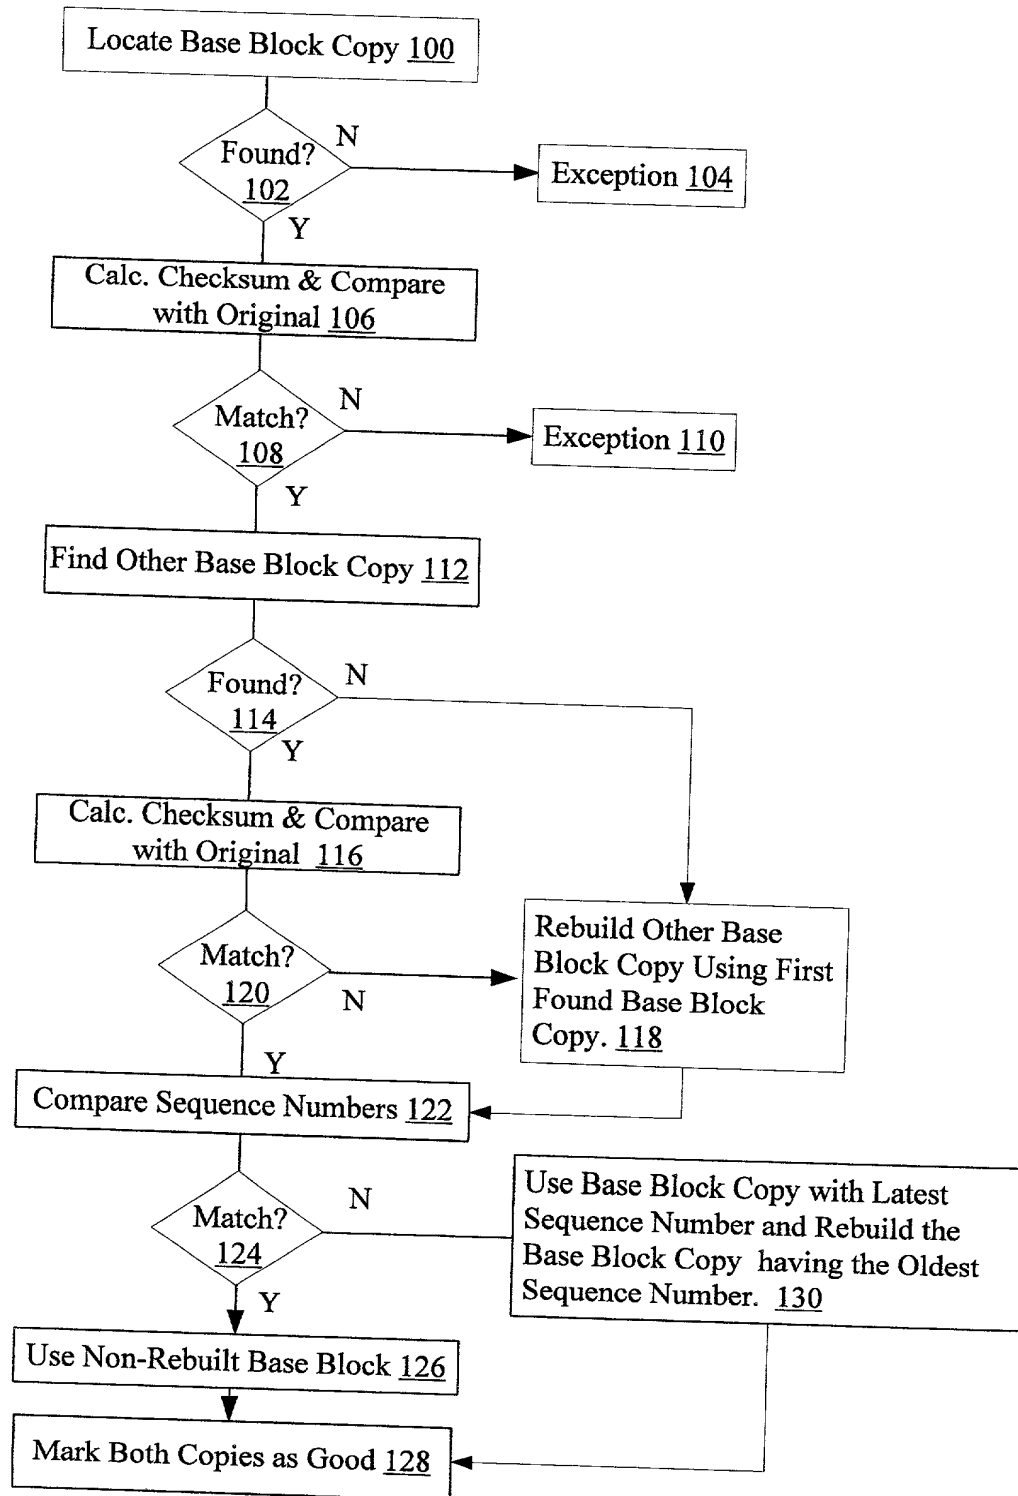 Locate Base Block Copy 100
N
Found?
102
Exception 104
Y
Calc. Checksum & Compare
with Original 106
N
Match?
108
Exception 110
Y
Find Other Base Block Copy 112
N
Found?
114
Y
Calc. Checksum & Compare
with Original 116
Match?
120
N
Rebuild Other Base
Block Copy Using First
Found Base Block
Copy. 118
Y
Compare Sequence Numbers 122
N
Match?
124
Use Base Block Copy with Latest
Sequence Number and Rebuild the
Base Block Copy having the Oldest
Sequence Number. 130
Y
Use Non-Rebuilt Base Block 126
Mark Both Copies as Good 128